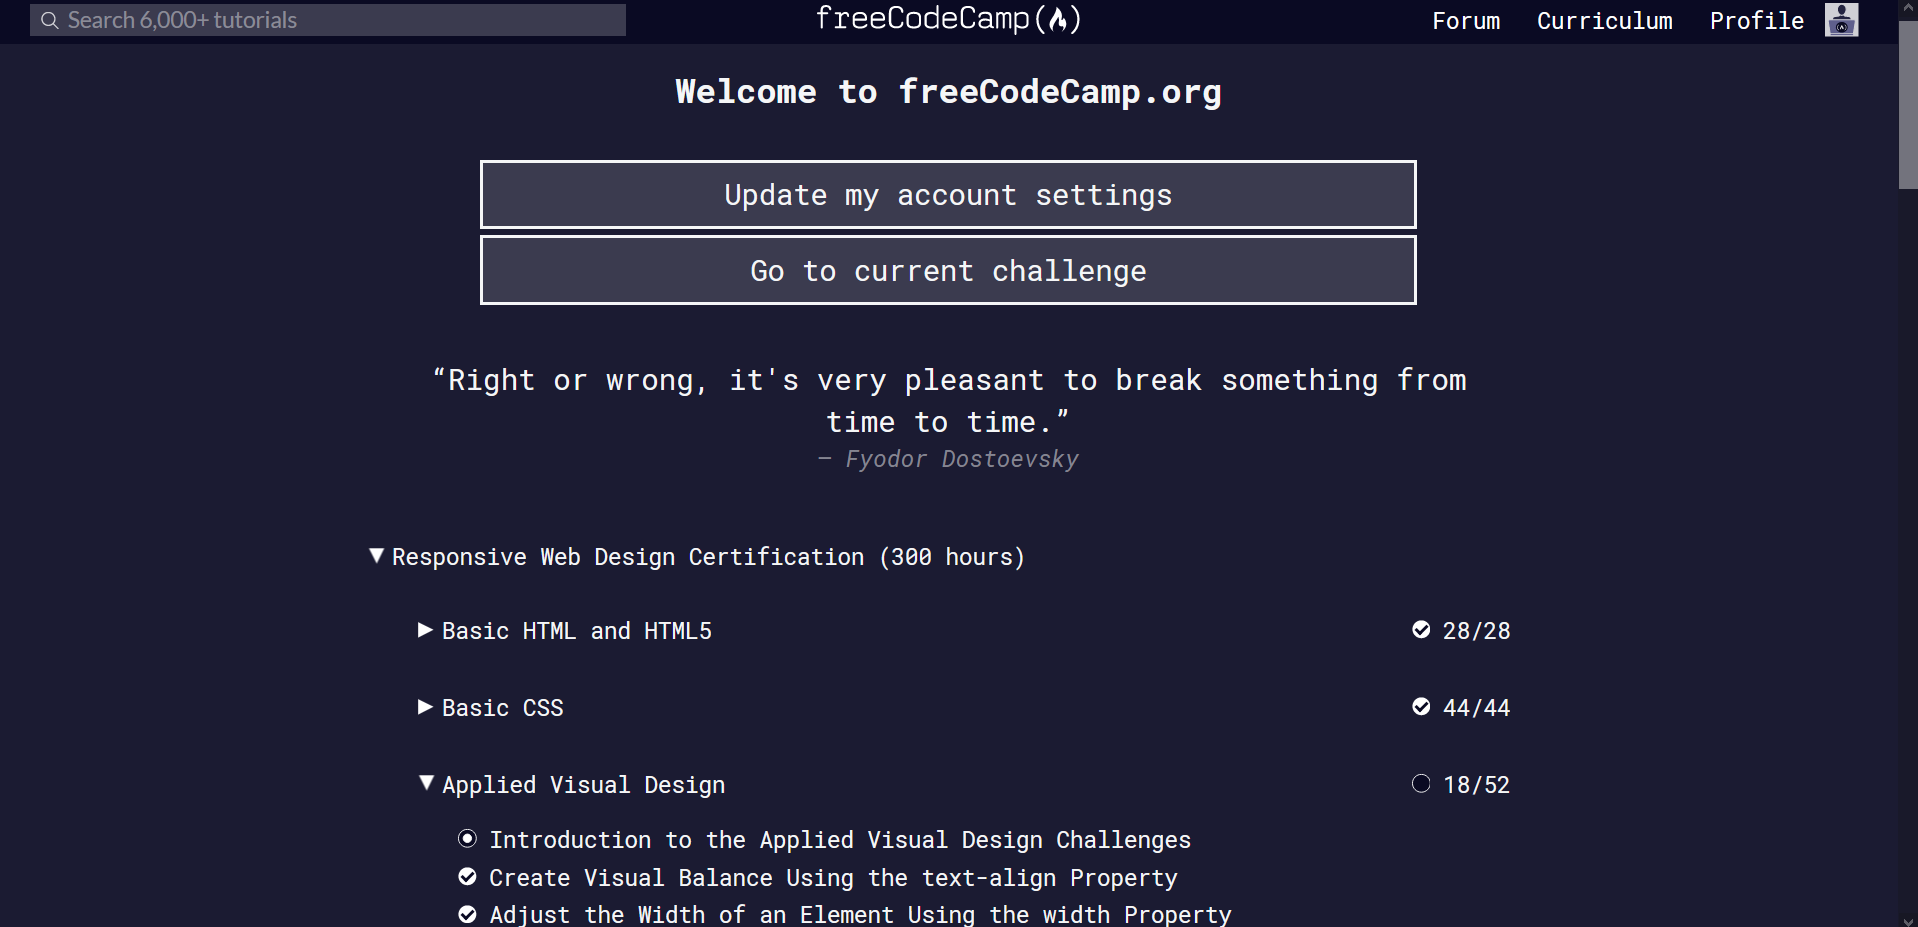 Search 6,000+ tutorials
freeCodeCamp
Forum
Curriculum
Profile
Welcome to freeCodeCamp.org
Update my account settings
Go to current challenge
“Right or wrong, it's very pleasant to break something from
time to time.”
— Fyodor Dostoevsky
Responsive Web Design Certification (300 hours)
Basic HTML and HTML5 28/28
Basic CSS 44/44
Applied Visual Design 18/52
Introduction to the Applied Visual Design Challenges
Create Visual Balance Using the text-align Property
Adjust the Width of an Element Using the width Property